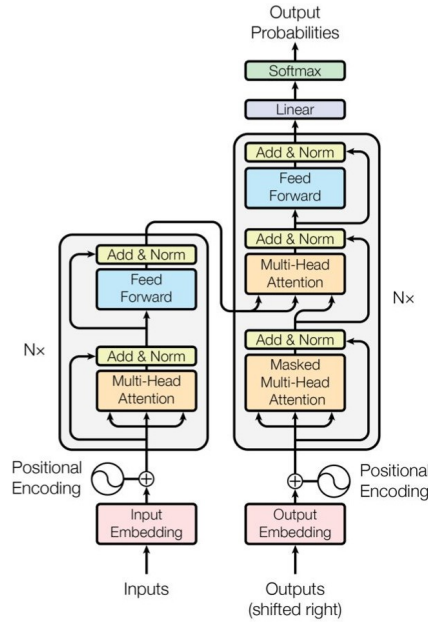 Output
Probabilities
Softmax
Linear
Add & Norm
Feed
Forward
Add & Norm
Multi-Head
Attention
Add & Norm
Masked
Multi-Head
Attention
N×
Positional
Encoding
Output
Embedding
Outputs
(shifted right)
Add & Norm
Feed
Forward
N×
Add & Norm
Multi-Head
Attention
Positional
Encoding
Input
Embedding
Inputs